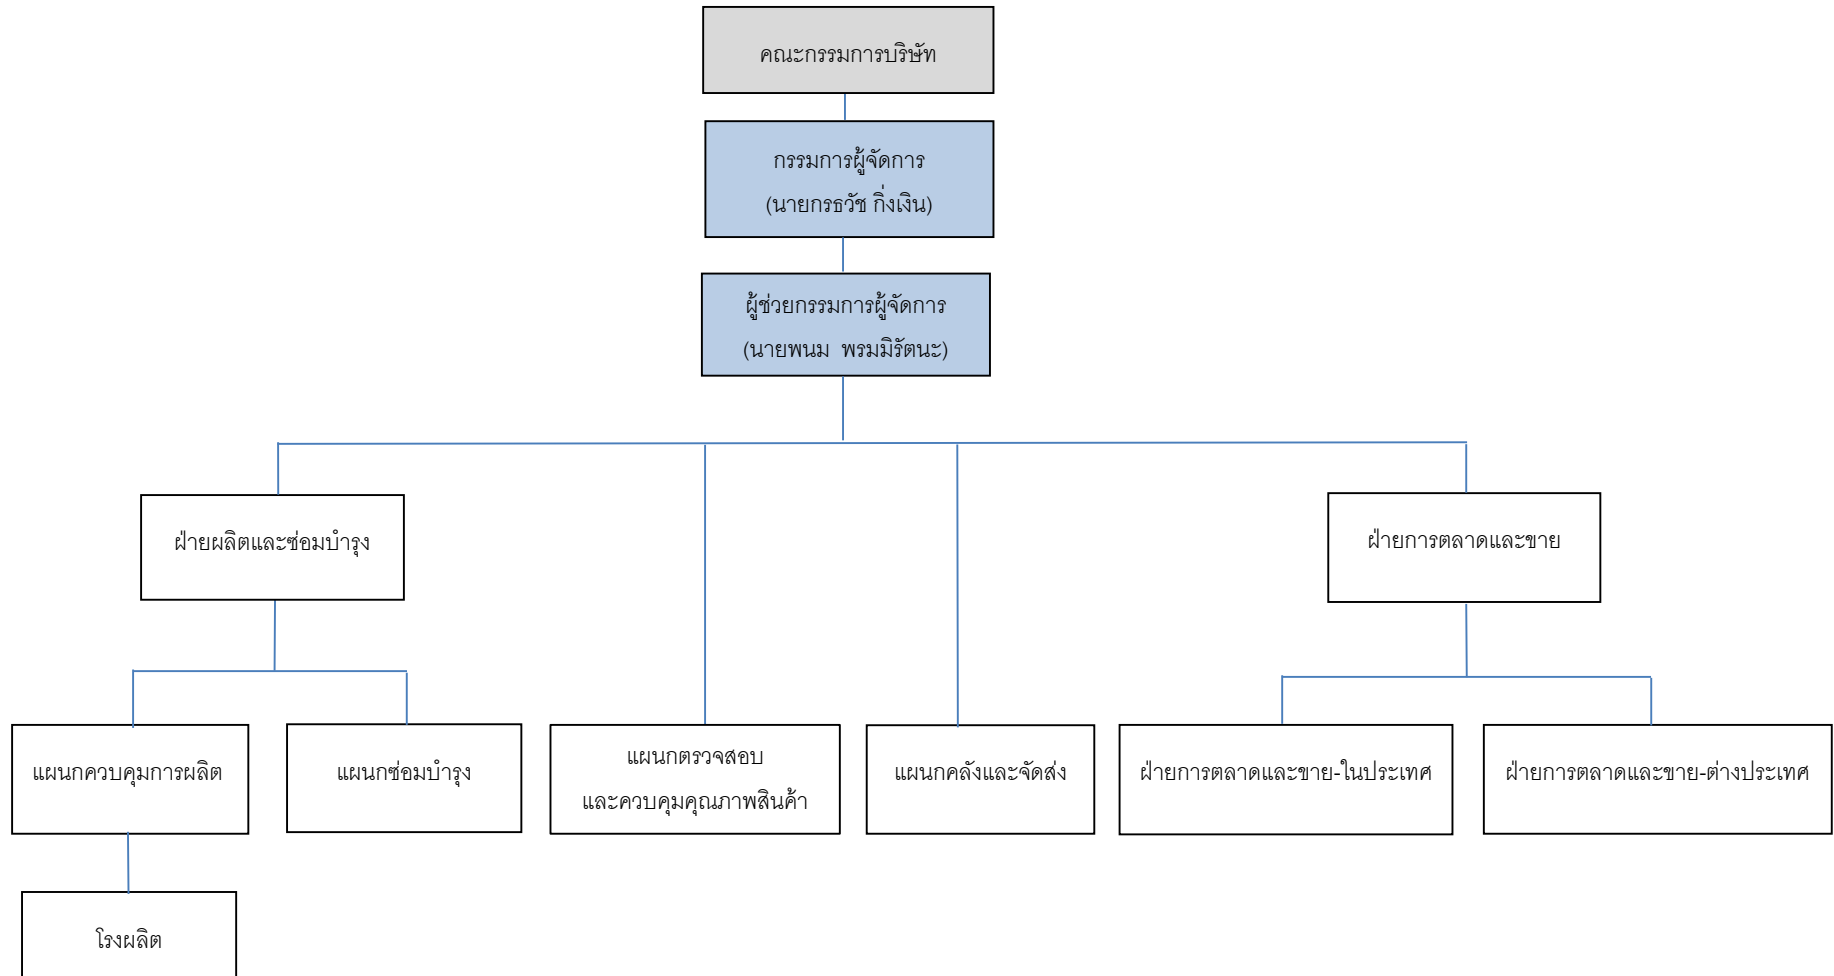 คณะกรรมการบริษัท
กรรมการผู้จัดการ
(นายกรธวัช กิ่งเงิน)
ผู้ช่วยกรรมการผู้จัดการ
(นายพนม พรมมิรัตนะ)
ฝ่ายผลิตและซ่อมบำรุง
ฝ่ายการตลาดและขาย
แผนกควบคุมการผลิต
แผนกซ่อมบำรุง
แผนกตรวจสอบ
และควบคุมคุณภาพสินค้า
แผนกคลังและจัดส่ง
ฝ่ายการตลาดและขาย-ในประเทศ
ฝ่ายการตลาดและขาย-ต่างประเทศ
โรงผลิต